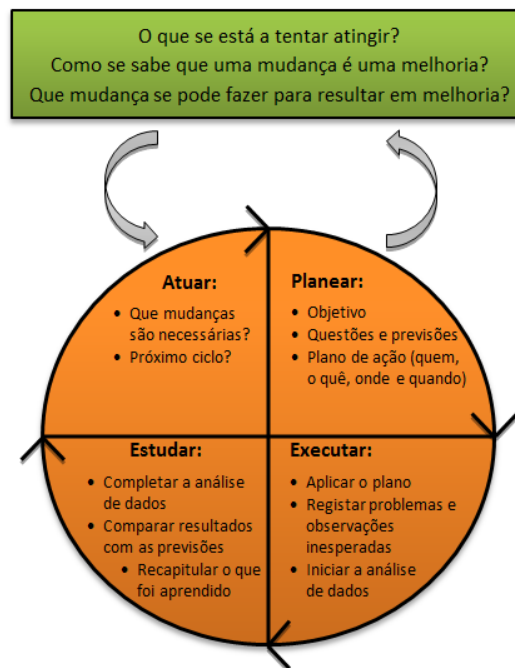 O que se está a tentar atingir?
Como se sabe que uma mudança é uma melhoria?
Que mudança se pode fazer para resultar em melhoria?
Atuar:
• Que mudanças
são necessárias?
• Próximo ciclo?
Planear:
• Objetivo
• Questões e previsões
• Plano de ação (quem,
o quê, onde e quando)
Estudar:
• Completar a análise
de dados
• Comparar resultados
com as previsões
• Recapitular o que
foi aprendido
Executar:
• Aplicar o plano
• Registar problemas e
observações
inesperadas
• Iniciar a análise
de dados